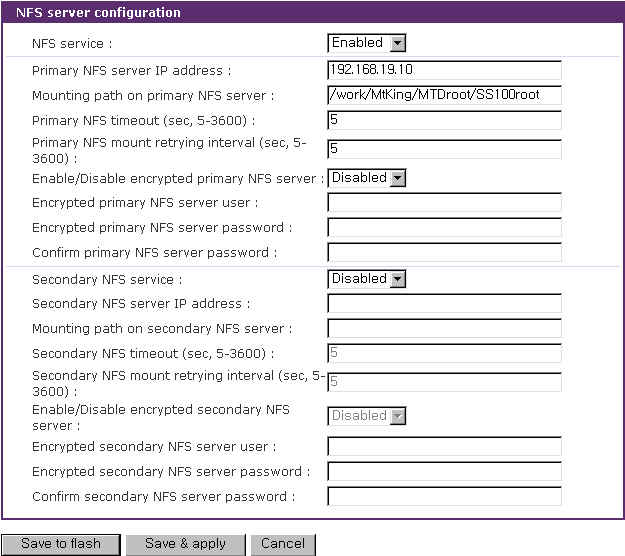 NFS server configuration
NFS service : Enabled
Primary NFS server IP address : 192.168.19.10
Mounting path on primary NFS server : /work/MtKing/MTDroot/SS100root
Primary NFS timeout (sec, 5-3600) : 5
Primary NFS mount retrying interval (sec, 5-
3600) : 5
Enable/Disable encrypted primary NFS server : Disabled
Encrypted primary NFS server user :
Encrypted primary NFS server password :
Confirm primary NFS server password :
Secondary NFS service : Disabled
Secondary NFS server IP address :
Mounting path on secondary NFS server :
Secondary NFS timeout (sec, 5-3600) : 5
Secondary NFS mount retrying interval (sec, 5-
3600) : 5
Enable/Disable encrypted secondary NFS
server : Disabled
Encrypted secondary NFS server user :
Encrypted secondary NFS server password :
Confirm secondary NFS server password :
Save to flash Save & apply Cancel